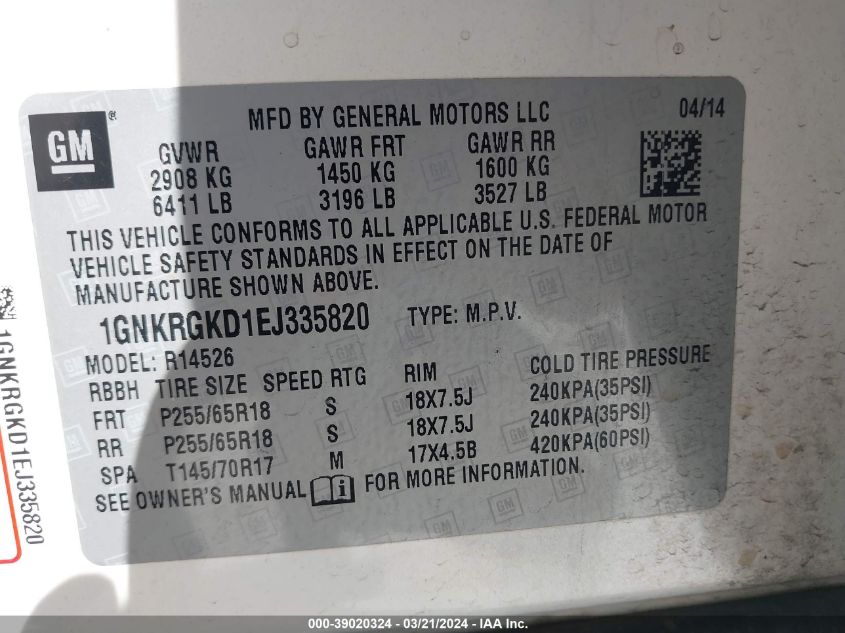 GM®
MFD BY GENERAL MOTORS LLC 04/14
GVWR GAWR FRT GAWR RR
2908 KG 1450 KG 1600 KG
6411 LB 3196 LB 3527 LB
THIS VEHICLE CONFORMS TO ALL APPLICABLE U.S. FEDERAL MOTOR
VEHICLE SAFETY STANDARDS IN EFFECT ON THE DATE OF
MANUFACTURE SHOWN ABOVE.
1GNKRGKD1EJ335820 TYPE: M.P.V.
MODEL: R14526
RBBH TIRE SIZE SPEED RTG RIM COLD TIRE PRESSURE
FRT P255/65R18 S 18X7.5J 240KPA(35PSI)
RR P255/65R18 S 18X7.5J 240KPA(35PSI)
SPA T145/70R17 M 17X4.5B 420KPA(60PSI)
SEE OWNER'S MANUAL i FOR MORE INFORMATION.
1GNKRGKD1EJ335820
000-39020324 - 03/21/2024 - IAA Inc.